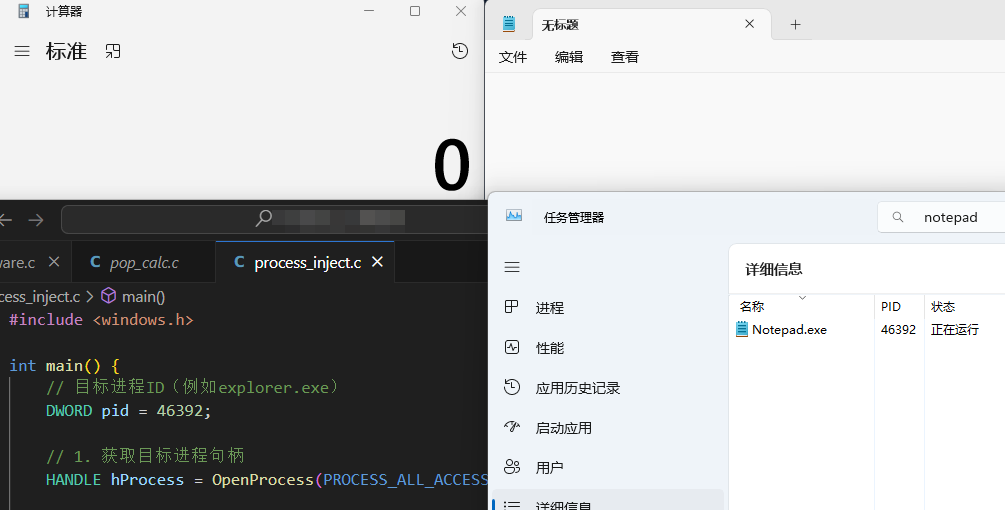 计算器
标准
0
无标题
文件 编辑 查看
任务管理器
notepad
进程
性能
应用历史记录
启动应用
用户
详细信息
详细信息
名称 PID 状态
Notepad.exe 46392 正在运行
ware.c pop_calc.c process_inject.c
cess_inject.c > main()
#include <windows.h>
int main() {
// 目标进程ID（例如explorer.exe）
DWORD pid = 46392;
// 1. 获取目标进程句柄
HANDLE hProcess = OpenProcess(PROCESS_ALL_ACCESS